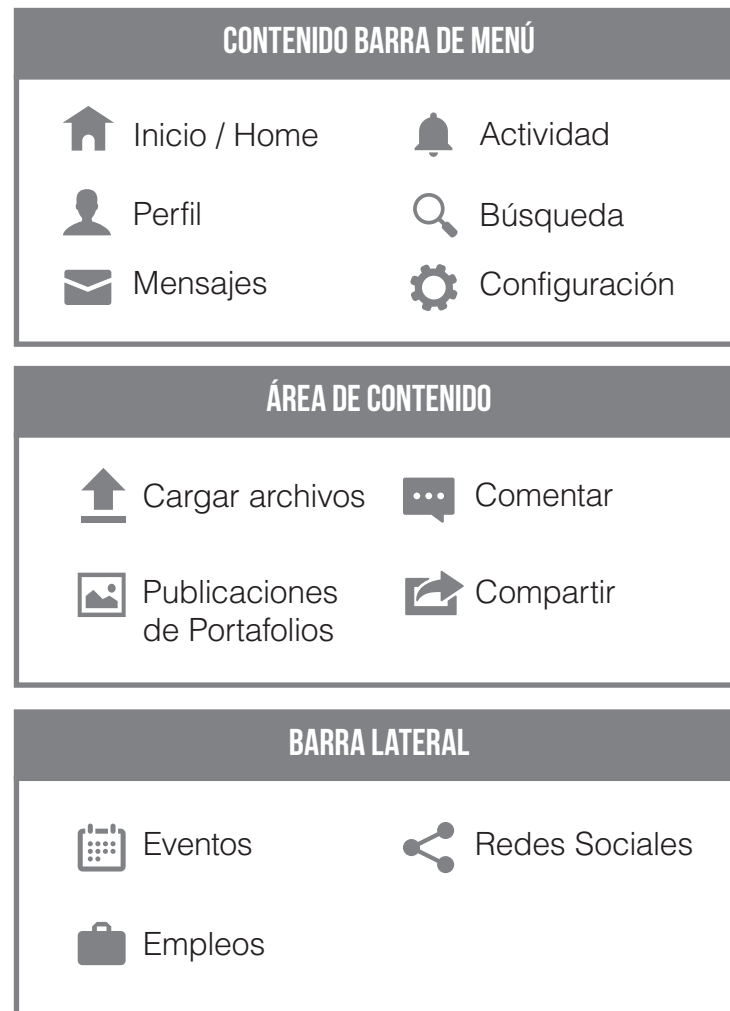 CONTENIDO BARRA DE MENÚ
Inicio / Home
Actividad
Perfil
Búsqueda
Mensajes
Configuración
ÁREA DE CONTENIDO
Cargar archivos
Comentar
Publicaciones
de Portafolios
Compartir
BARRA LATERAL
Eventos
Redes Sociales
Empleos